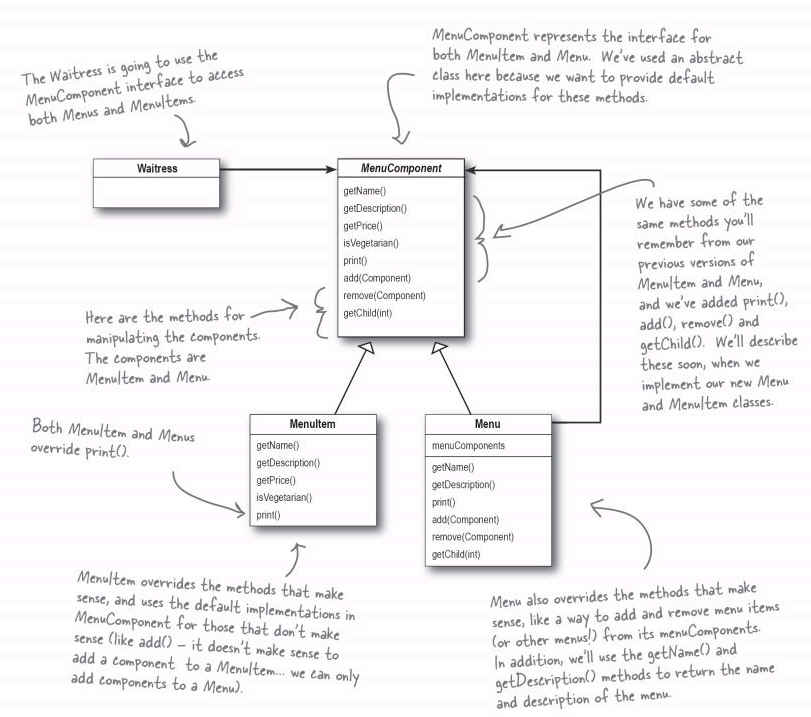 The Waitress is going to use the
MenuComponent interface to access
both Menus and MenuItems.
MenuComponent represents the interface for
both MenuItem and Menu. We've used an abstract
class here because we want to provide default
implementations for these methods.
Waitress
MenuComponent
getName()
getDescription()
getPrice()
isVegetarian()
print()
add(Component)
remove(Component)
getChild(int)
We have some of the
same methods you'll
remember from our
previous versions of
MenuItem and Menu,
and we've added print(),
add(), remove() and
getChild(). We'll describe
these soon, when we
implement our new Menu
and MenuItem classes.
Here are the methods for
manipulating the components.
The components are
MenuItem and Menu.
Both MenuItem and Menus
override print().
MenuItem
getName()
getDescription()
getPrice()
isVegetarian()
print()
Menu
menuComponents
getName()
getDescription()
print()
add(Component)
remove(Component)
getChild(int)
MenuItem overrides the methods that make
sense, and uses the default implementations in
MenuComponent for those that don't make
sense (like add() – it doesn't make sense to
add a component to a MenuItem... we can only
add components to a Menu).
Menu also overrides the methods that make
sense, like a way to add and remove menu items
(or other menus!) from its menuComponents.
In addition, we'll use the getName() and
getDescription() methods to return the name
and description of the menu.